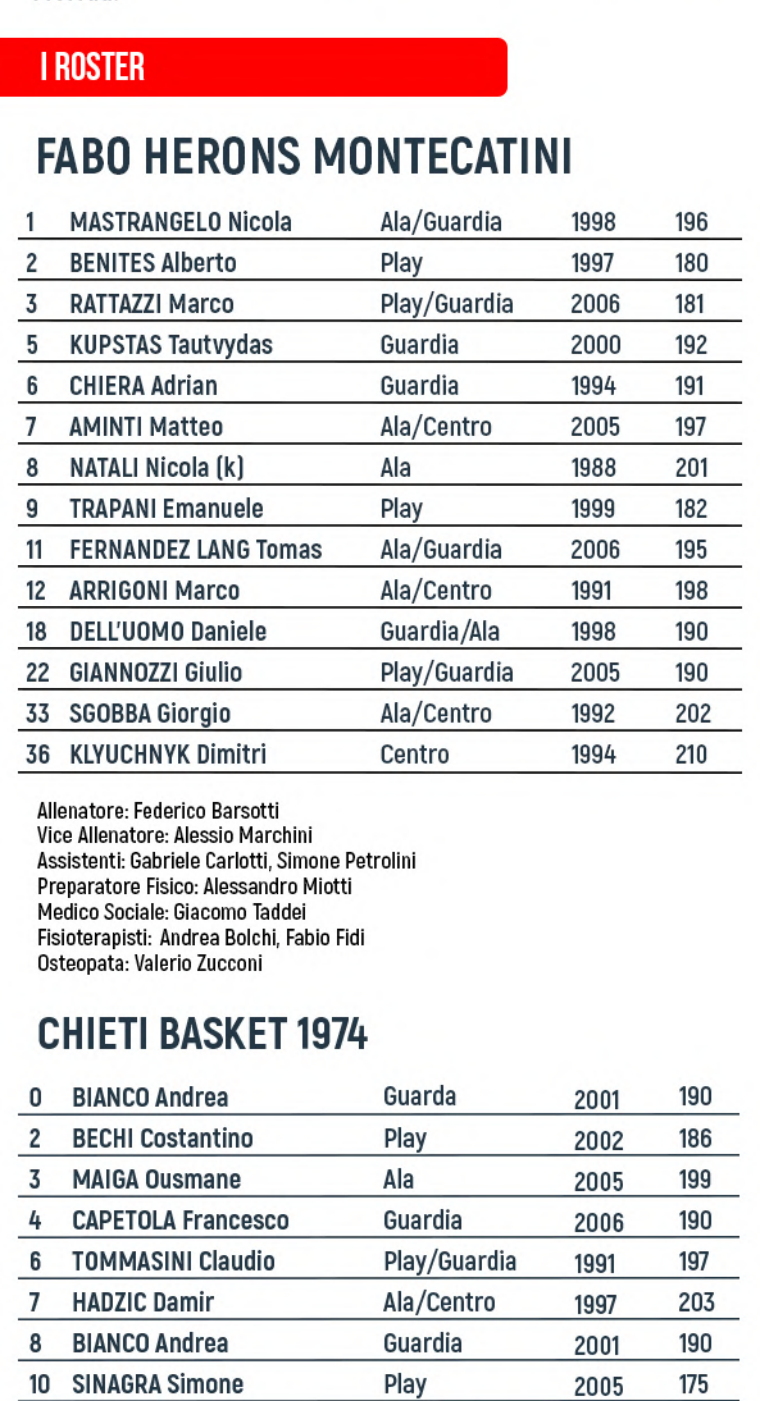 I ROSTER
FABO HERONS MONTECATINI
1 MASTRANGELO Nicola Ala/Guardia 1998 196
2 BENITES Alberto Play 1997 180
3 RATTAZZI Marco Play/Guardia 2006 181
5 KUPSTAS Tautvydas Guardia 2000 192
6 CHIERA Adrian Guardia 1994 191
7 AMINTI Matteo Ala/Centro 2005 197
8 NATALI Nicola (k) Ala 1988 201
9 TRAPANI Emanuele Play 1999 182
11 FERNANDEZ LANG Tomas Ala/Guardia 2006 195
12 ARRIGONI Marco Ala/Centro 1991 198
18 DELL'UOMO Daniele Guardia/Ala 1998 190
22 GIANNOZZI Giulio Play/Guardia 2005 190
33 SGOBBA Giorgio Ala/Centro 1992 202
36 KLYUCHNYK Dimitri Centro 1994 210
Allenatore: Federico Barsotti
Vice Allenatore: Alessio Marchini
Assistenti: Gabriele Carlotti, Simone Petrolini
Preparatore Fisico: Alessandro Miotti
Medico Sociale: Giacomo Taddei
Fisioterapisti: Andrea Bolchi, Fabio Fidi
Osteopata: Valerio Zucconi
CHIETI BASKET 1974
0 BIANCO Andrea Guarda 2001 190
2 BECHI Costantino Play 2002 186
3 MAIGA Ousmane Ala 2005 199
4 CAPETOLA Francesco Guardia 2006 190
6 TOMMASINI Claudio Play/Guardia 1991 197
7 HADZIC Damir Ala/Centro 1997 203
8 BIANCO Andrea Guardia 2001 190
10 SINAGRA Simone Play 2005 175